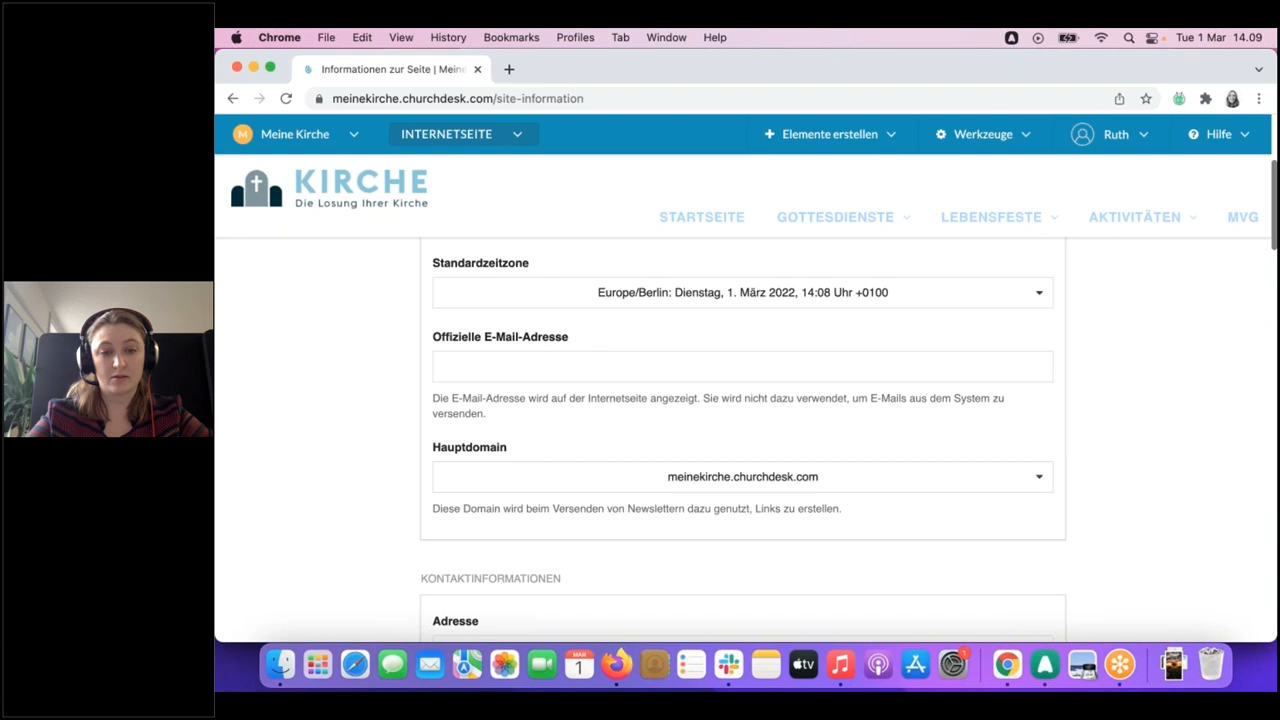 Chrome File Edit View History Bookmarks Profiles Tab Window Help Tue 1 Mar 14.09
Informationen zur Seite | Meine
meinekirche.churchdesk.com/site-information
M Meine Kirche INTERNETSEITE Elemente erstellen Werkzeuge Ruth Hilfe
KIRCHE
Die Losung Ihrer Kirche
STARTSEITE GOTTESDIENSTE LEBENSFESTE AKTIVITÄTEN MVG
Standardzeitzone
Europe/Berlin: Dienstag, 1. März 2022, 14:08 Uhr +0100
Offizielle E-Mail-Adresse
Die E-Mail-Adresse wird auf der Internetseite angezeigt. Sie wird nicht dazu verwendet, um E-Mails aus dem System zu
versenden.
Hauptdomain
meinekirche.churchdesk.com
Diese Domain wird beim Versenden von Newslettern dazu genutzt, Links zu erstellen.
KONTAKTINFORMATIONEN
Adresse
MAR
1
tv
1